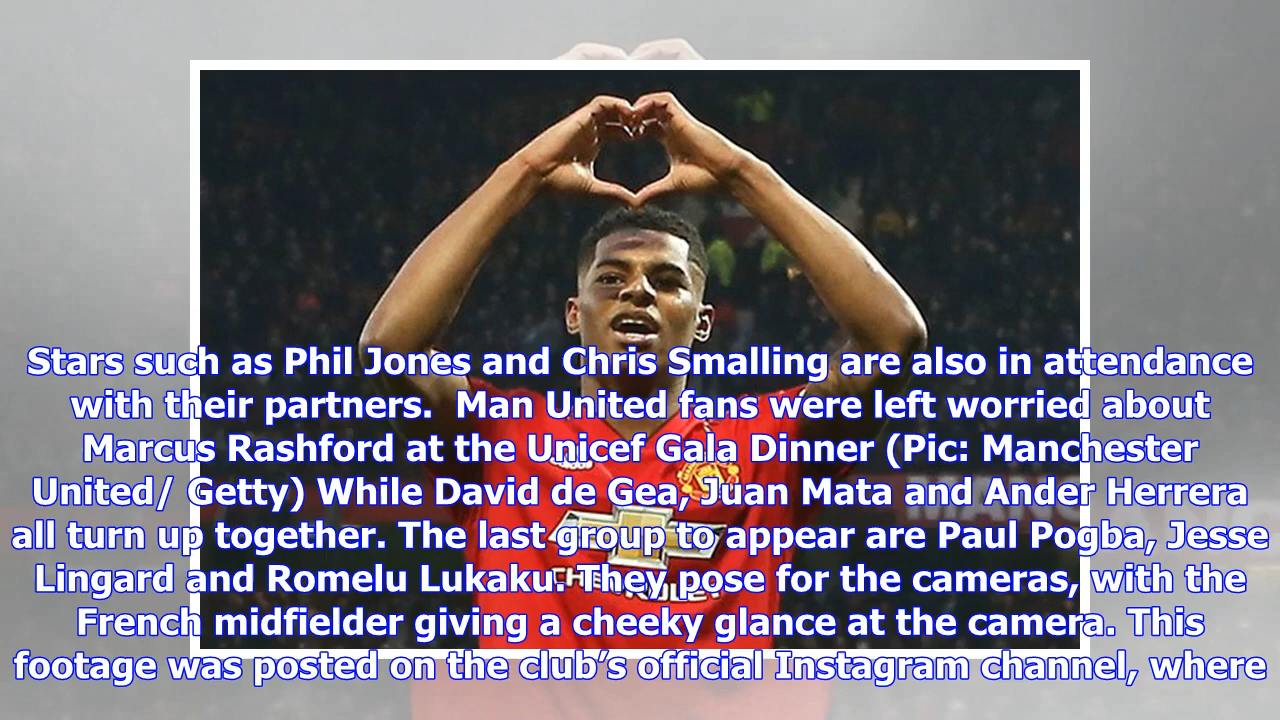 Stars such as Phil Jones and Chris Smalling are also in attendance
with their partners.  Man United fans were left worried about
Marcus Rashford at the Unicef Gala Dinner (Pic: Manchester
United/ Getty) While David de Gea, Juan Mata and Ander Herrera
all turn up together. The last group to appear are Paul Pogba, Jesse
Lingard and Romelu Lukaku. They pose for the cameras, with the
French midfielder giving a cheeky glance at the camera. This
footage was posted on the club’s official Instagram channel, where
adidas
CHEVROLET